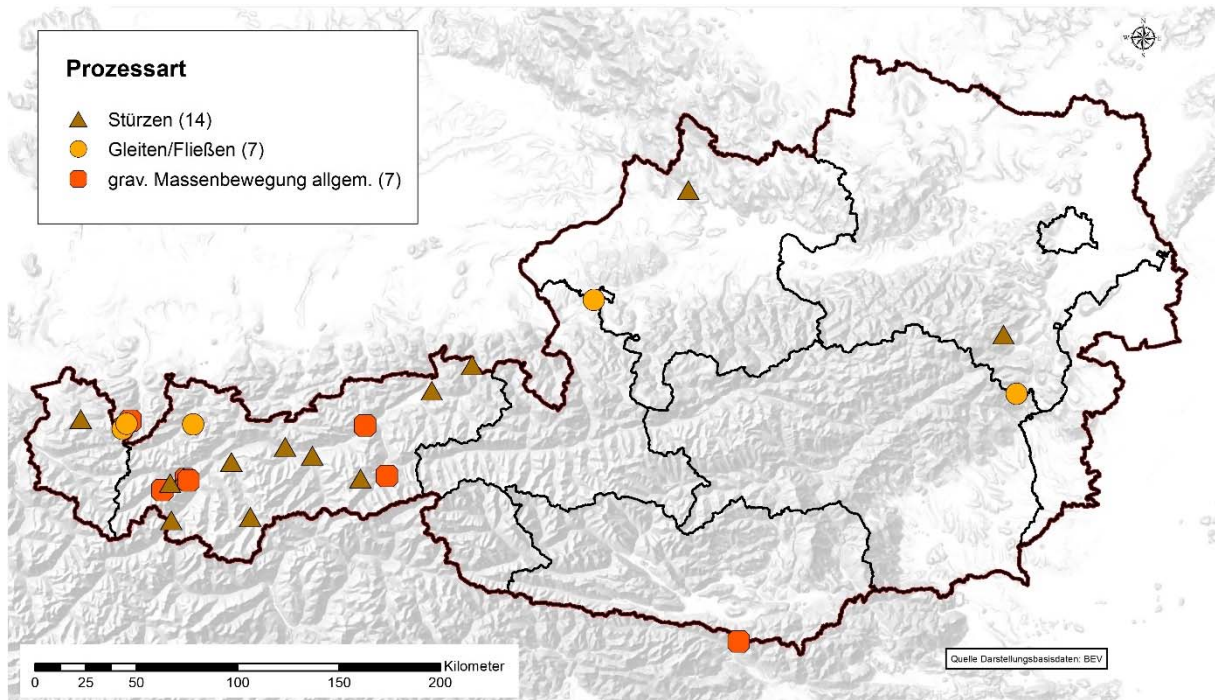 Prozessart
Stürzen (14)
Gleiten/Fließen (7)
grav. Massenbewegung allgem. (7)
N
W E
S
Kilometer
0 25 50 100 150 200
Quelle Darstellungsbasisdaten: BEV